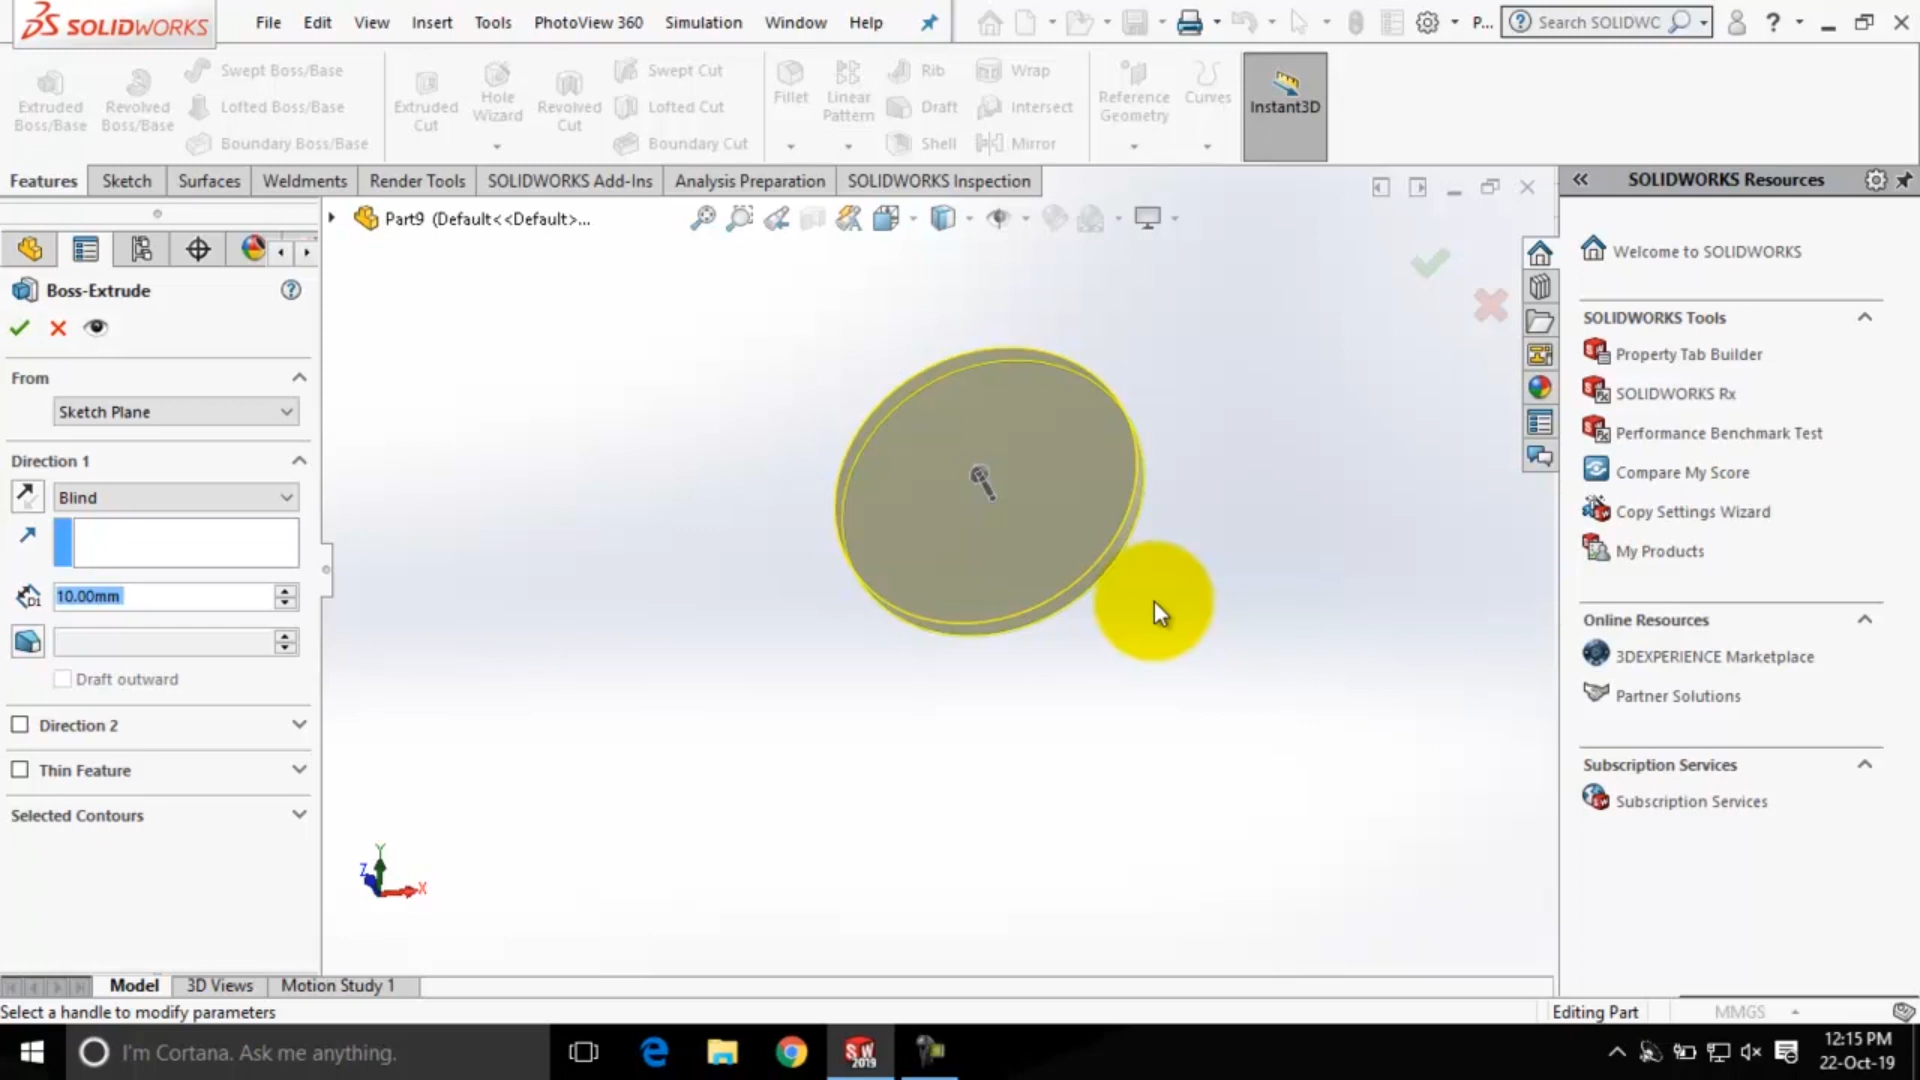 SOLIDWORKS
File Edit View Insert Tools PhotoView 360 Simulation Window Help
P... Search SOLIDWC ?
Extruded Boss/Base
Revolved Boss/Base
Swept Boss/Base
Lofted Boss/Base
Boundary Boss/Base
Extruded Cut
Hole Wizard
Revolved Cut
Swept Cut
Lofted Cut
Boundary Cut
Fillet
Linear Pattern
Rib
Draft
Shell
Wrap
Intersect
Mirror
Reference Geometry
Curves
Instant3D
Features Sketch Surfaces Weldments Render Tools SOLIDWORKS Add-Ins Analysis Preparation SOLIDWORKS Inspection
Part9 (Default<<Default>...
Boss-Extrude
From
Sketch Plane
Direction 1
Blind
D1
10.00mm
Draft outward
Direction 2
Thin Feature
Selected Contours
Y
Z
X
SOLIDWORKS Resources
Welcome to SOLIDWORKS
SOLIDWORKS Tools
Property Tab Builder
SOLIDWORKS Rx
Performance Benchmark Test
Compare My Score
Copy Settings Wizard
My Products
Online Resources
3DEXPERIENCE Marketplace
Partner Solutions
Subscription Services
Subscription Services
Model 3D Views Motion Study 1
Select a handle to modify parameters
Editing Part
MMGS
I'm Cortana. Ask me anything.
SW
2019
12:15 PM
22-Oct-19